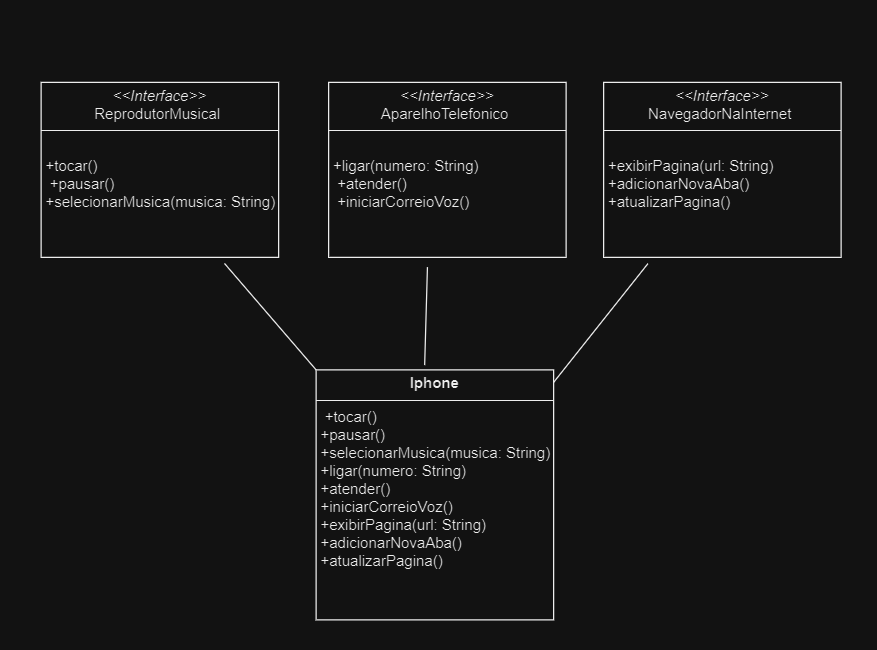 <<Interface>>
ReprodutorMusical
+tocar()
+pausar()
+selecionarMusica(musica: String)
<<Interface>>
AparelhoTelefonico
+ligar(numero: String)
+atender()
+iniciarCorreioVoz()
<<Interface>>
NavegadorNaInternet
+exibirPagina(url: String)
+adicionarNovaAba()
+atualizarPagina()
Iphone
+tocar()
+pausar()
+selecionarMusica(musica: String)
+ligar(numero: String)
+atender()
+iniciarCorreioVoz()
+exibirPagina(url: String)
+adicionarNovaAba()
+atualizarPagina()